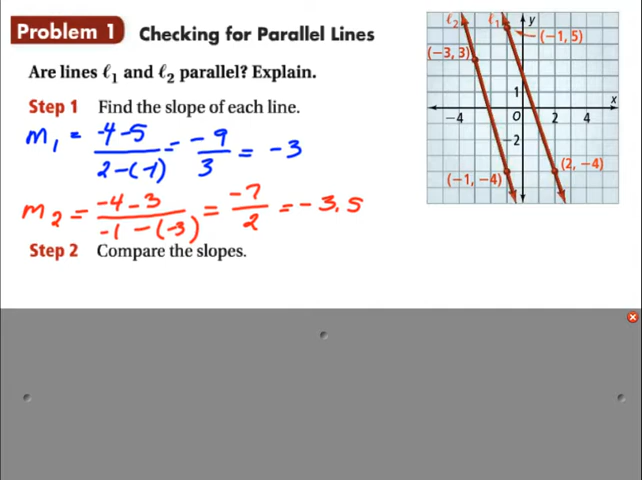 Problem 1 Checking for Parallel Lines
Are lines ℓ₁ and ℓ₂ parallel? Explain.
Step 1 Find the slope of each line.
m₁ = (-4-5)/(2-(-1)) = -9/3 = -3
m₂ = (-4-3)/(-1-(-3)) = -7/2 = -3.5
Step 2 Compare the slopes.
ℓ₂ ℓ₁ y
(−1, 5)
(−3, 3)
x
1
−4 O 2 4
−2
(2, −4)
(−1, −4)